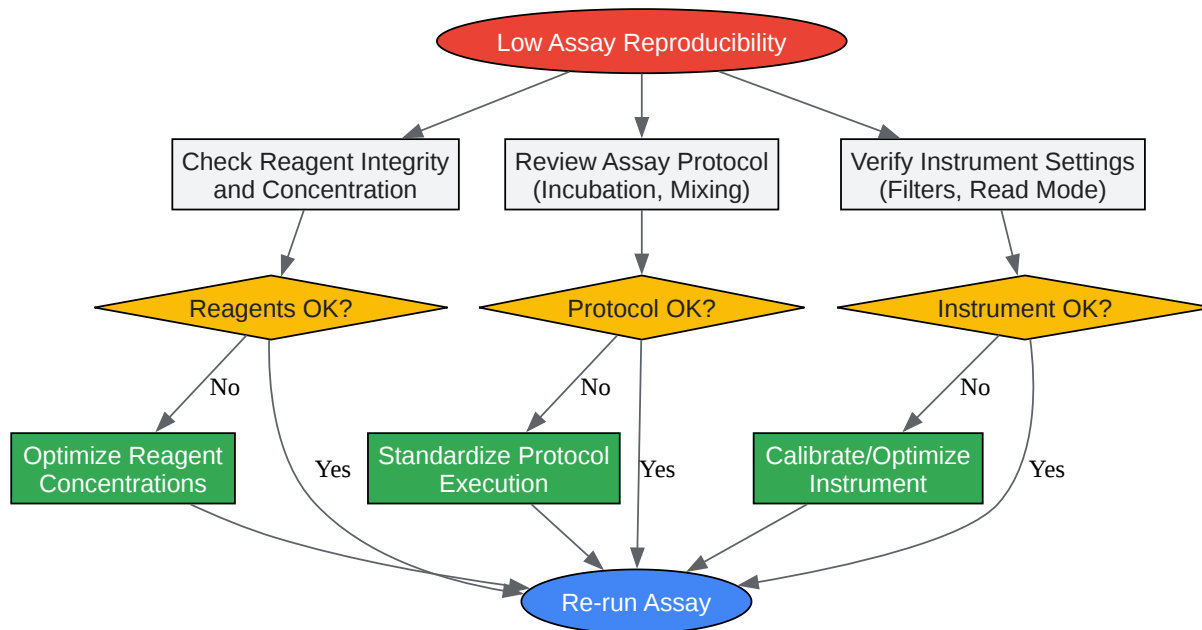 Low Assay Reproducibility
Check Reagent Integrity
and Concentration
Review Assay Protocol
(Incubation, Mixing)
Verify Instrument Settings
(Filters, Read Mode)
Reagents OK?
Protocol OK?
Instrument OK?
No
No
No
Optimize Reagent
Concentrations
Yes
Standardize Protocol
Execution
Yes
Calibrate/Optimize
Instrument
Yes
Re-run Assay